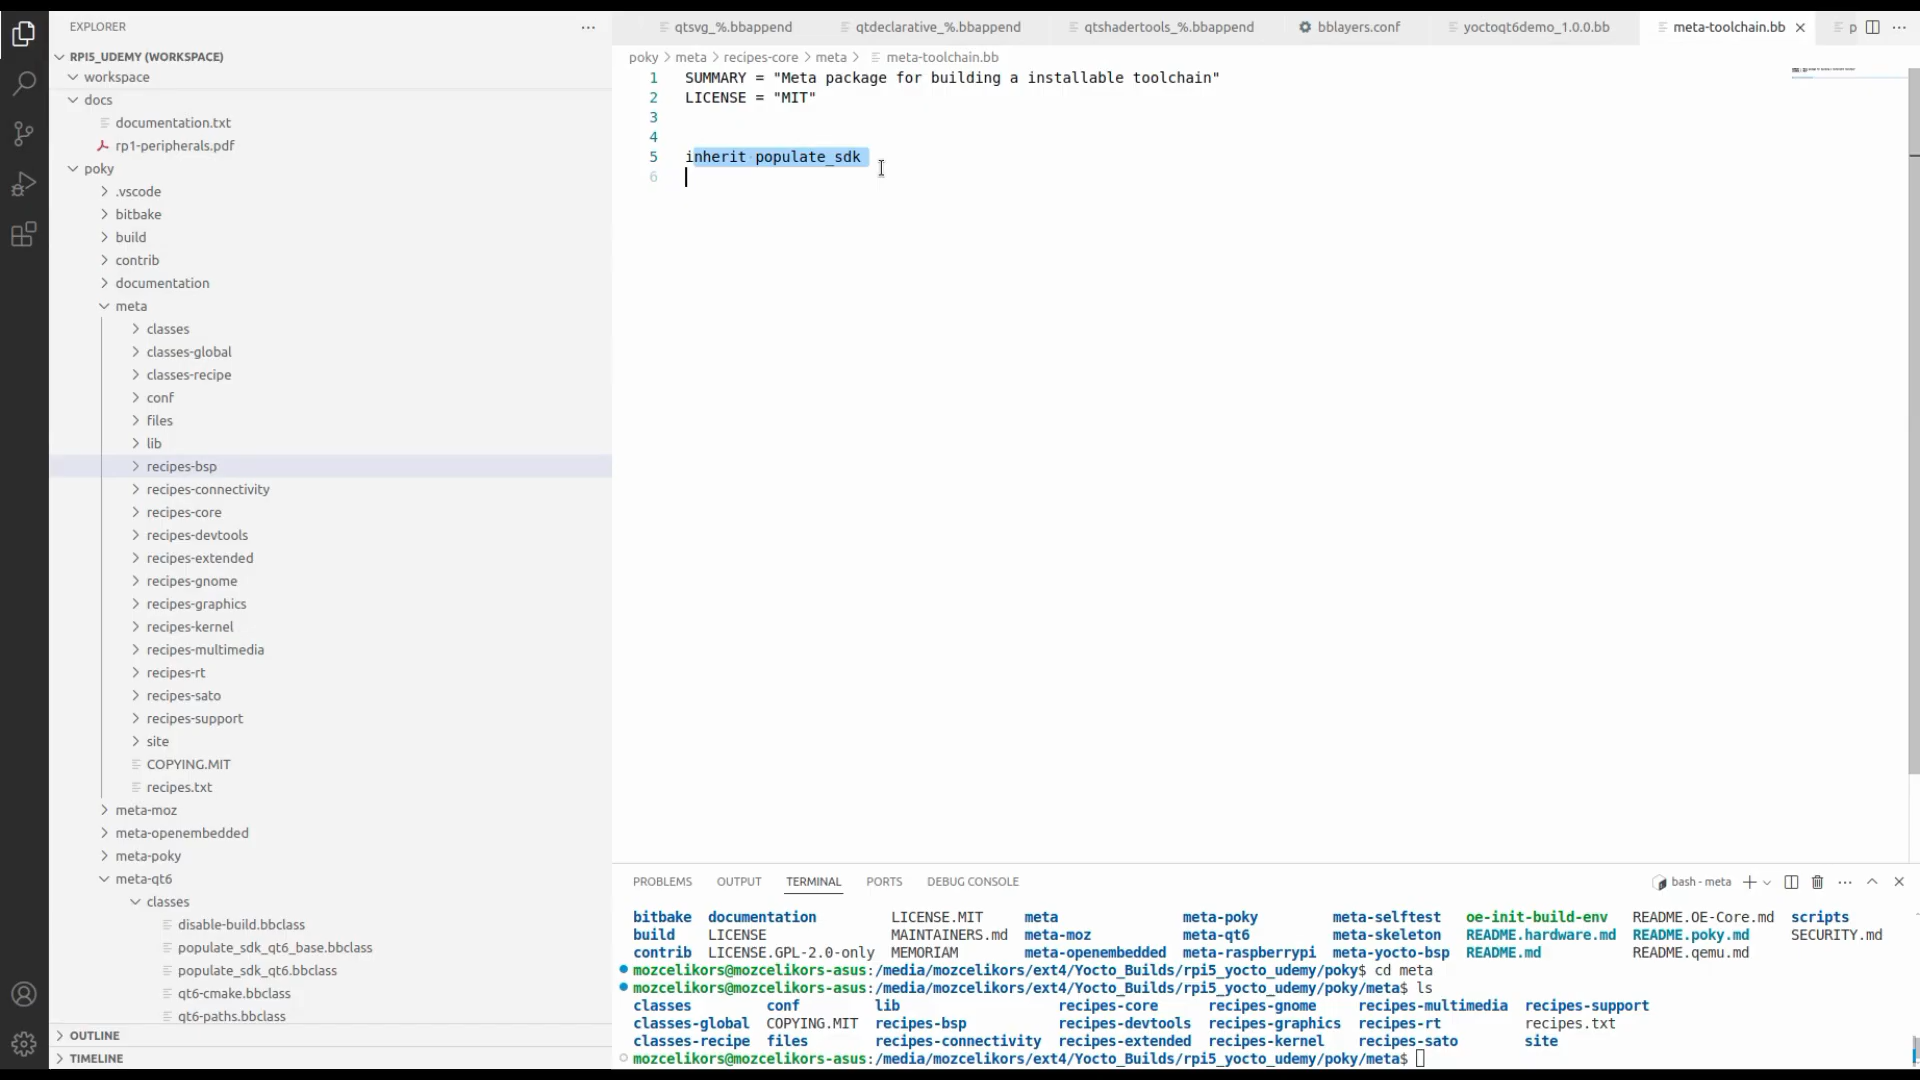 EXPLORER
RPI5_UDEMY (WORKSPACE)
workspace
docs
documentation.txt
rp1-peripherals.pdf
poky
.vscode
bitbake
build
contrib
documentation
meta
classes
classes-global
classes-recipe
conf
files
lib
recipes-bsp
recipes-connectivity
recipes-core
recipes-devtools
recipes-extended
recipes-gnome
recipes-graphics
recipes-kernel
recipes-multimedia
recipes-rt
recipes-sato
recipes-support
site
COPYING.MIT
recipes.txt
meta-moz
meta-openembedded
meta-poky
meta-qt6
classes
disable-build.bbclass
populate_sdk_qt6_base.bbclass
populate_sdk_qt6.bbclass
qt6-cmake.bbclass
qt6-paths.bbclass
OUTLINE
TIMELINE
qtsvg_%.bbappend qtdeclarative_%.bbappend qtshadertools_%.bbappend bblayers.conf yoctoqt6demo_1.0.0.bb meta-toolchain.bb p
poky > meta > recipes-core > meta > meta-toolchain.bb
1 SUMMARY = "Meta package for building a installable toolchain"
2 LICENSE = "MIT"
3
4
5 inherit populate_sdk
6
PROBLEMS OUTPUT TERMINAL PORTS DEBUG CONSOLE bash - meta
bitbake documentation LICENSE.MIT meta meta-poky meta-selftest oe-init-build-env README.OE-Core.md scripts
build LICENSE MAINTAINERS.md meta-moz meta-qt6 meta-skeleton README.hardware.md README.poky.md SECURITY.md
contrib LICENSE.GPL-2.0-only MEMORIAM meta-openembedded meta-raspberrypi meta-yocto-bsp README.md README.qemu.md
mozcelikors@mozcelikors-asus:/media/mozcelikors/ext4/Yocto_Builds/rpi5_yocto_udemy/poky$ cd meta
mozcelikors@mozcelikors-asus:/media/mozcelikors/ext4/Yocto_Builds/rpi5_yocto_udemy/poky/meta$ ls
classes conf lib recipes-core recipes-gnome recipes-multimedia recipes-support
classes-global COPYING.MIT recipes-bsp recipes-devtools recipes-graphics recipes-rt recipes.txt
classes-recipe files recipes-connectivity recipes-extended recipes-kernel recipes-sato site
mozcelikors@mozcelikors-asus:/media/mozcelikors/ext4/Yocto_Builds/rpi5_yocto_udemy/poky/meta$